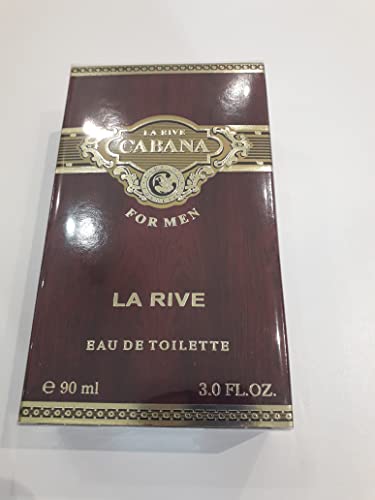 LA RIVE
CABANA
FOR MEN
LA RIVE
EAU DE TOILETTE
℮ 90 ml 3.0 FL.OZ.